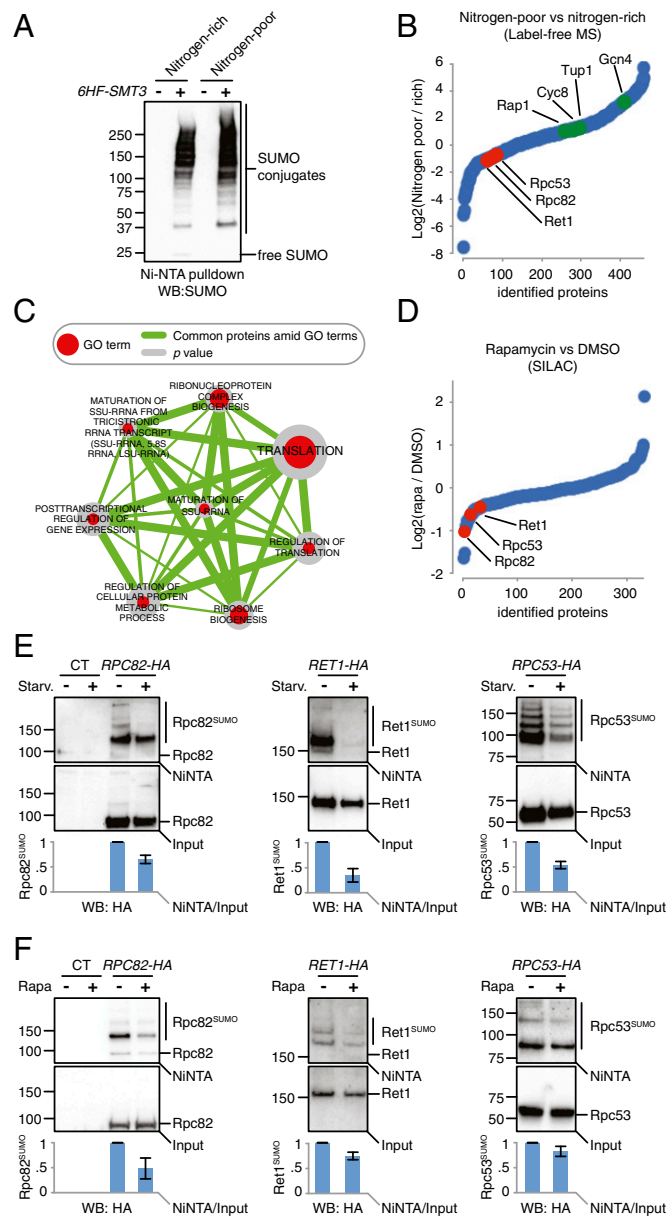 A
Nitrogen-rich
Nitrogen-poor
6HF-SMT3 - + - +
250
150
100
75
50
37
25
SUMO
conjugates
free SUMO
Ni-NTA pulldown
WB:SUMO
B
Nitrogen-poor vs nitrogen-rich
(Label-free MS)
Log2(Nitrogen poor / rich)
6
4
2
0
-2
-4
-6
-8
Gcn4
Tup1
Cyc8
Rap1
Rpc53
Rpc82
Ret1
0 100 200 300 400
identified proteins
C
GO term
Common proteins amid GO terms
p value
RIBONUCLEOPROTEIN
COMPLEX
BIOGENESIS
MATURATION OF
SSU-RRNA FROM
TRICISTRONIC
RRNA TRANSCRIPT
(SSU-RRNA, 5.8S
RRNA, LSU-RRNA)
TRANSLATION
MATURATION OF
SSU-RRNA
POSTTRANSCRIPTIONAL
REGULATION OF
GENE EXPRESSION
REGULATION OF
TRANSLATION
REGULATION OF
CELLULAR PROTEIN
METABOLIC
PROCESS
RIBOSOME
BIOGENESIS
D
Rapamycin vs DMSO
(SILAC)
Log2(rapa / DMSO)
2
1
0
-1
-2
Ret1
Rpc53
Rpc82
0 100 200 300
identified proteins
E
CT RPC82-HA
Starv. - + - +
150
100
Rpc82SUMO
Rpc82
NiNTA
150
100
Rpc82
Input
Rpc82SUMO
1
.5
0
WB: HA
NiNTA/Input
RET1-HA
Starv. - +
150
Ret1SUMO
Ret1
NiNTA
150
Ret1
Input
Ret1SUMO
1
.5
0
WB: HA
NiNTA/Input
RPC53-HA
Starv. - +
150
100
75
Rpc53SUMO
NiNTA
75
50
Rpc53
Input
Rpc53SUMO
1
.5
0
WB: HA
NiNTA/Input
F
CT RPC82-HA
Rapa - + - +
150
100
Rpc82SUMO
Rpc82
NiNTA
150
100
Rpc82
Input
Rpc82SUMO
1
.5
0
WB: HA
NiNTA/Input
RET1-HA
Rapa - +
150
Ret1SUMO
Ret1
NiNTA
150
Ret1
Input
Ret1SUMO
1
.5
0
WB: HA
NiNTA/Input
RPC53-HA
Rapa - +
150
100
75
Rpc53SUMO
NiNTA
75
50
Rpc53
Input
Rpc53SUMO
1
.5
0
WB: HA
NiNTA/Input